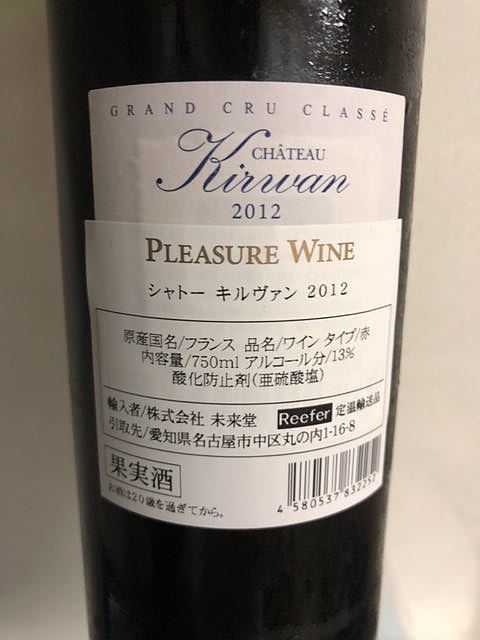 GRAND CRU CLASSÉ
CHÂTEAU
Kirwan
2012
PLEASURE WINE
シャトー キルヴァン 2012
原産国名/フランス 品名/ワイン タイプ/赤
内容量/750ml アルコール分/13%
酸化防止剤(亜硫酸塩)
輸入者/株式会社 未来堂 Reefer 定温輸送品
引取先/愛知県名古屋市中区丸の内1-16-8
果実酒
お酒は20歳を過ぎてから。
4 580537 832252